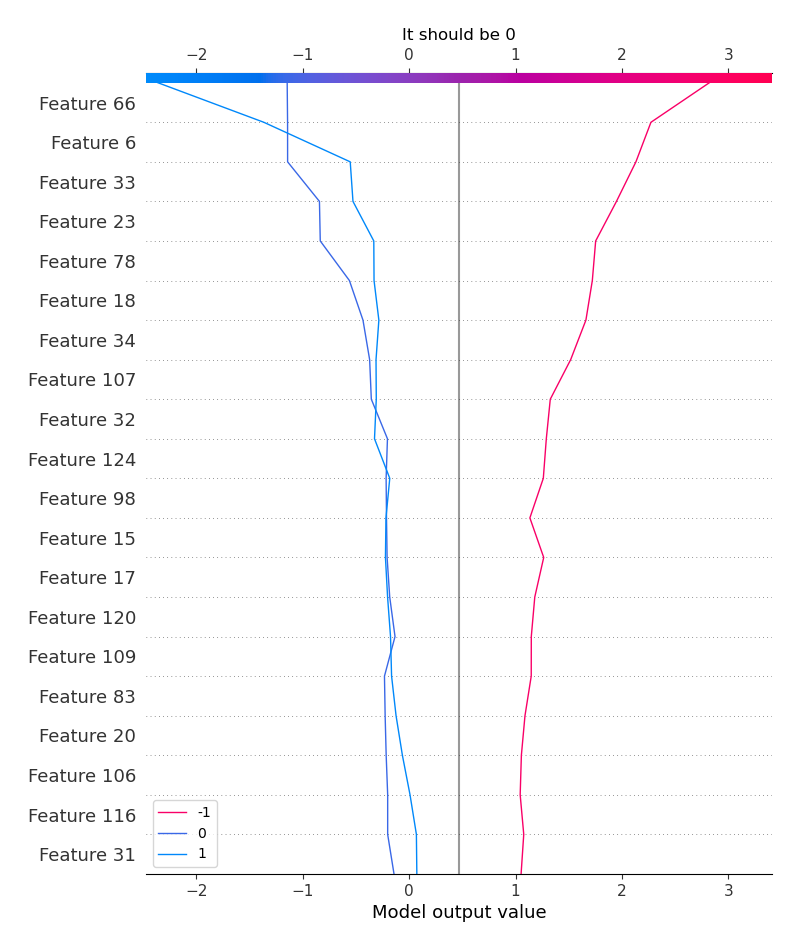 It should be 0
−2 −1 0 1 2 3
Feature 66
Feature 6
Feature 33
Feature 23
Feature 78
Feature 18
Feature 34
Feature 107
Feature 32
Feature 124
Feature 98
Feature 15
Feature 17
Feature 120
Feature 109
Feature 83
Feature 20
Feature 106
Feature 116
Feature 31
-1
0
1
−2 −1 0 1 2 3
Model output value